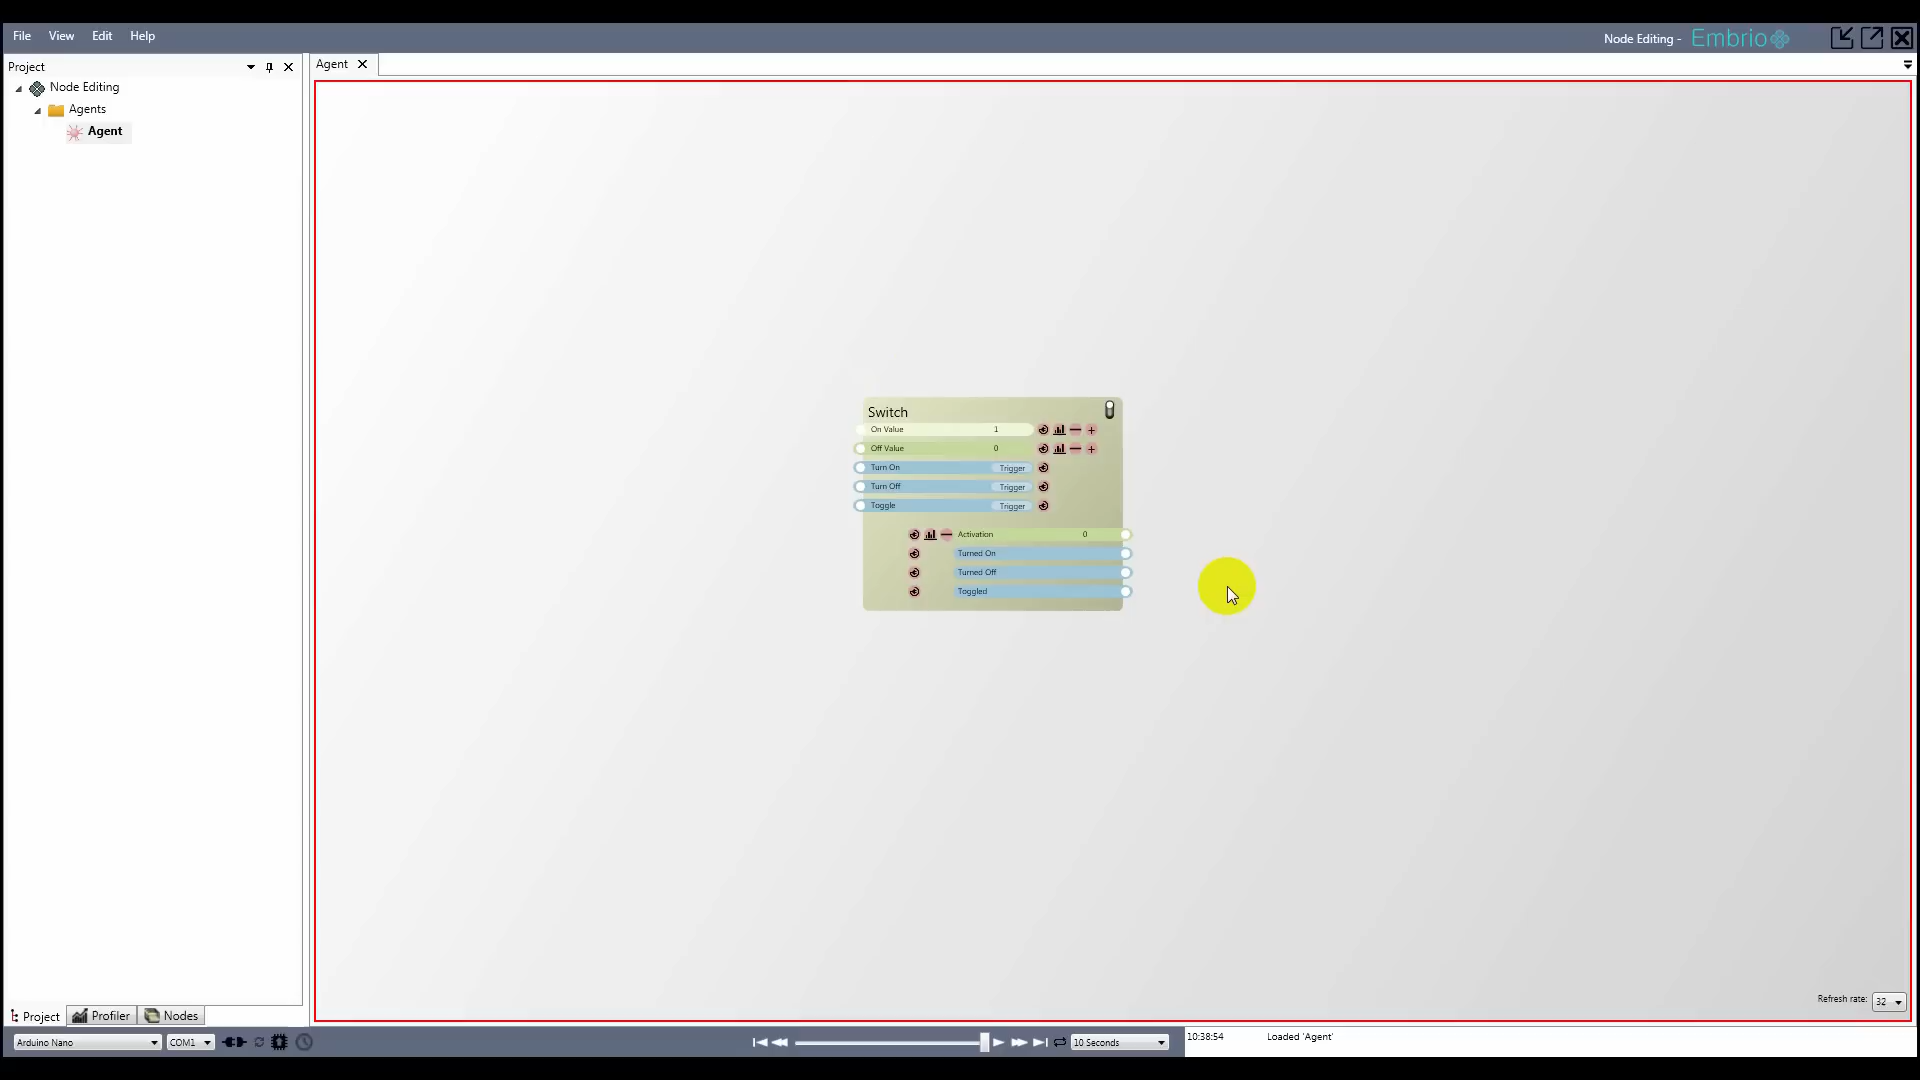 File View Edit Help
Node Editing - Embrio
Project
Agent
Node Editing
Agents
Agent
Switch
On Value 1
Off Value 0
Turn On Trigger
Turn Off Trigger
Toggle Trigger
Activation 0
Turned On
Turned Off
Toggled
Refresh rate: 32
Project Profiler Nodes
Arduino Nano COM1 10 Seconds 10:38:54 Loaded 'Agent'